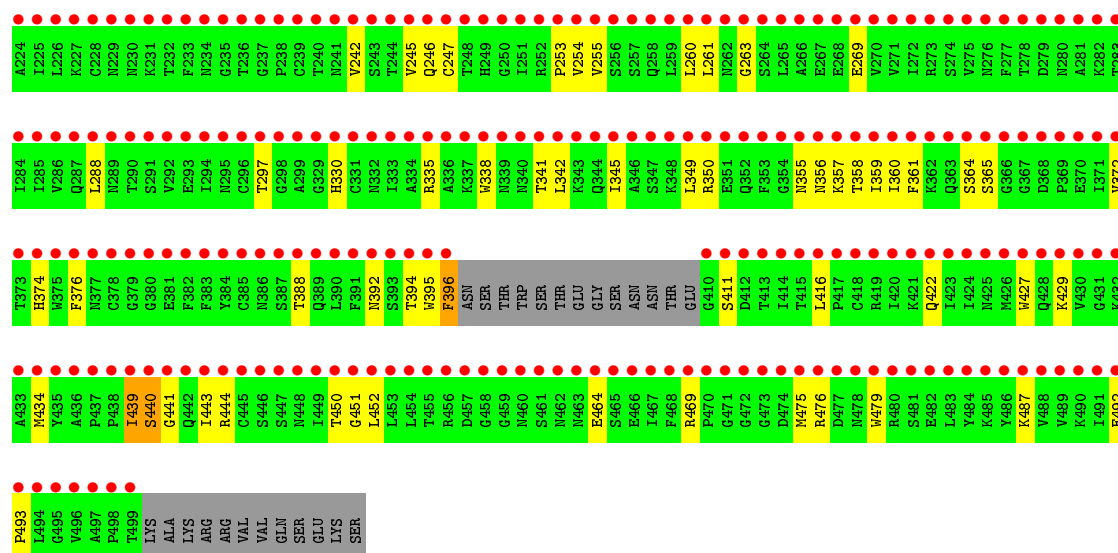 A224 I225 L226 K227 C228 N229 N230 K231 T232 F233 N234 G235 T236 G237 P238 C239 T240 N241 V242 S243 T244 V245 Q246 C247 T248 H249 G250 I251 R252 P253 V254 V255 S256 S257 Q258 L259 L260 L261 N262 G263 S264 L265 A266 E267 E268 E269 V270 V271 I272 R273 S274 V275 N276 F277 T278 D279 N280 A281 K282 T283
I284 I285 V286 Q287 L288 N289 T290 S291 V292 E293 I294 N295 C296 T297 G298 A299 G329 H330 C331 N332 I333 A334 R335 A336 K337 W338 N339 N340 T341 L342 K343 Q344 I345 A346 S347 K348 L349 R350 E351 Q352 F353 G354 N355 N356 K357 T358 I359 I360 F361 K362 Q363 S364 S365 G366 G367 D368 P369 E370 I371 V372
T373 H374 W375 F376 N377 C378 G379 G380 E381 F382 F383 Y384 C385 N386 S387 T388 Q389 L390 F391 N392 S393 T394 W395 F396 ASN SER THR TRP SER THR GLU GLY SER ASN ASN THR GLU G410 S411 D412 T413 I414 T415 L416 P417 C418 R419 I420 K421 Q422 I423 I424 N425 M426 W427 Q428 K429 V430 G431 K432
A433 M434 Y435 A436 P437 P438 I439 S440 G441 Q442 I443 R444 C445 S446 S447 N448 I449 T450 G451 L452 L453 L454 T455 R456 D457 G458 G459 N460 S461 N462 N463 E464 S465 E466 I467 F468 R469 P470 G471 G472 G473 D474 M475 R476 D477 N478 W479 R480 S481 E482 L483 Y484 K485 Y486 K487 V488 V489 K490 I491 E492
P493 L494 G495 V496 A497 P498 T499 LYS ALA LYS ARG ARG VAL VAL GLN SER GLU LYS SER